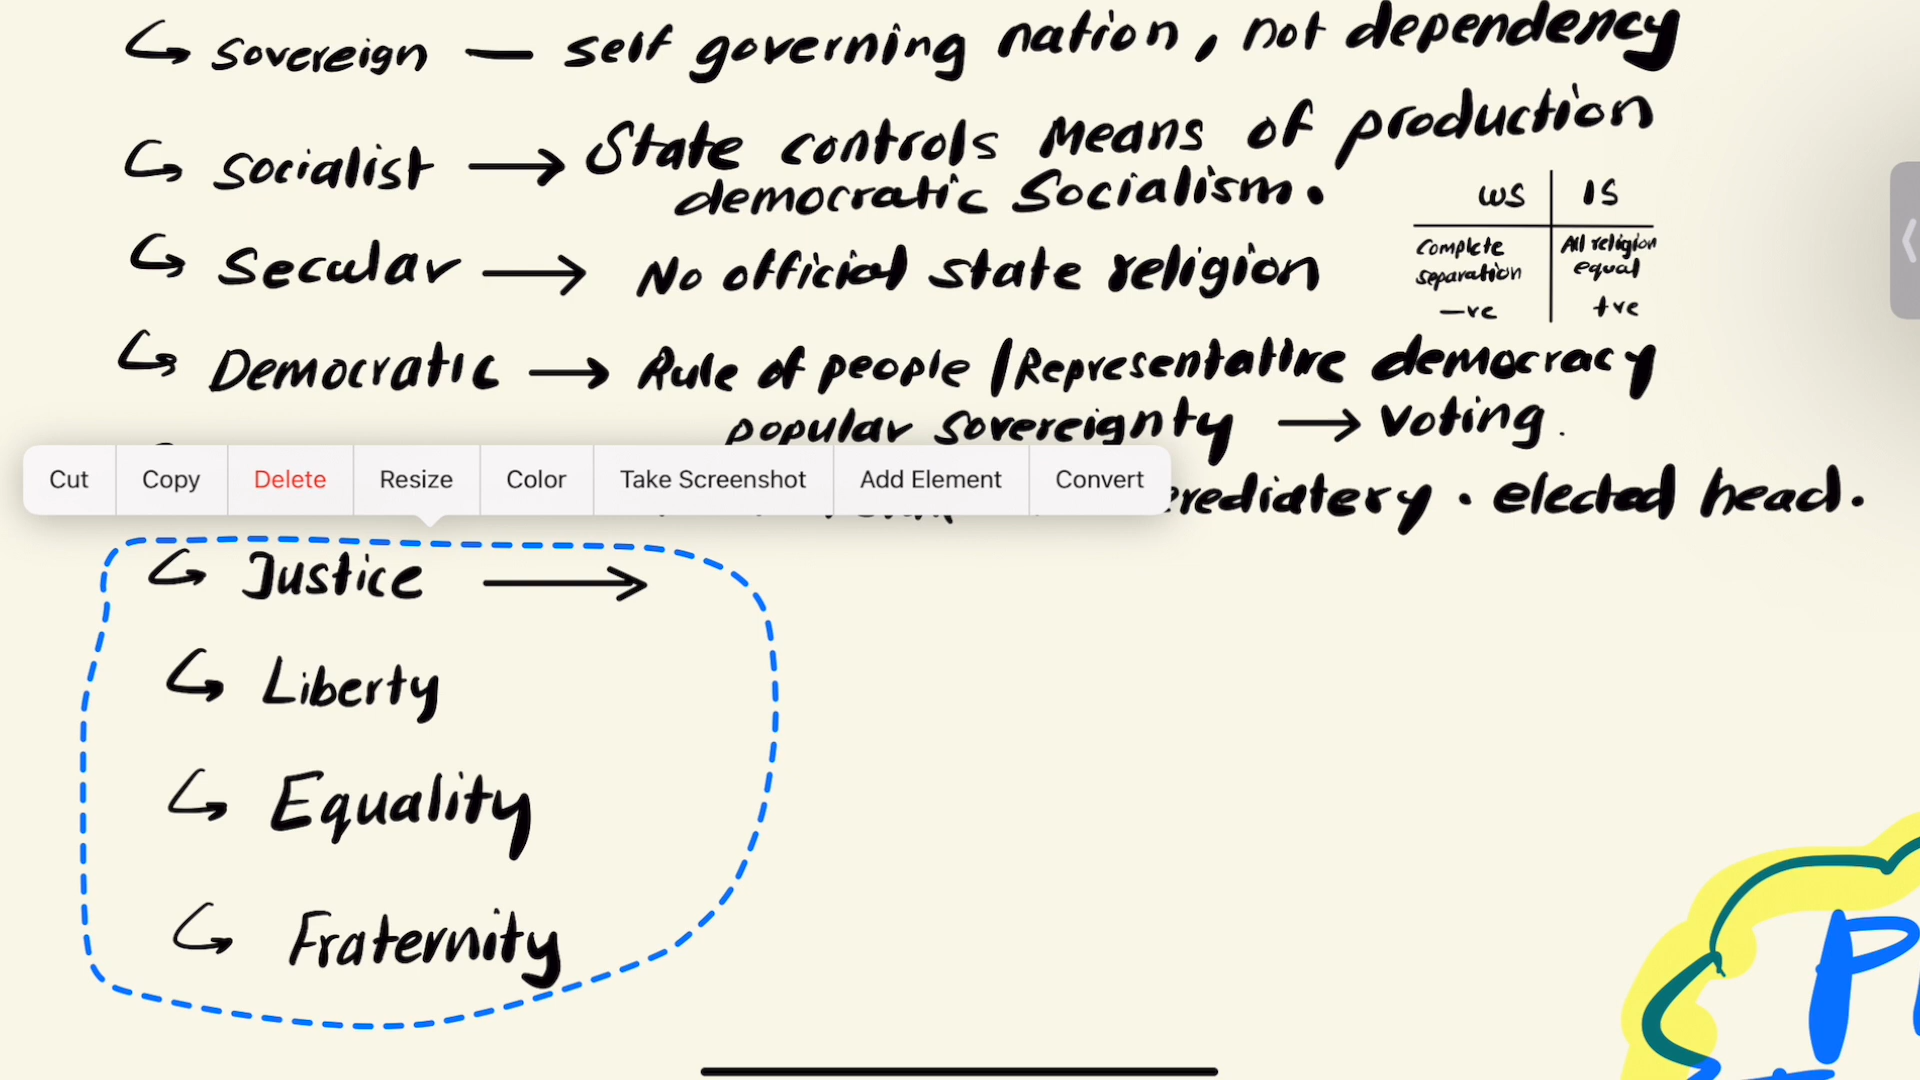 ↪ Sovereign — self governing nation, not dependency
↪ Socialist → State controls Means of production
democratic Socialism.
WS | IS
↪ Secular → No official state religion
Complete separation -ve | All religion equal +ve
↪ Democratic → Rule of people / Representative democracy
popular sovereignty → voting.
Cut Copy Delete Resize Color Take Screenshot Add Element Convert
erediatery . elected head.
↪ Justice →
↪ Liberty
↪ Equality
↪ Fraternity